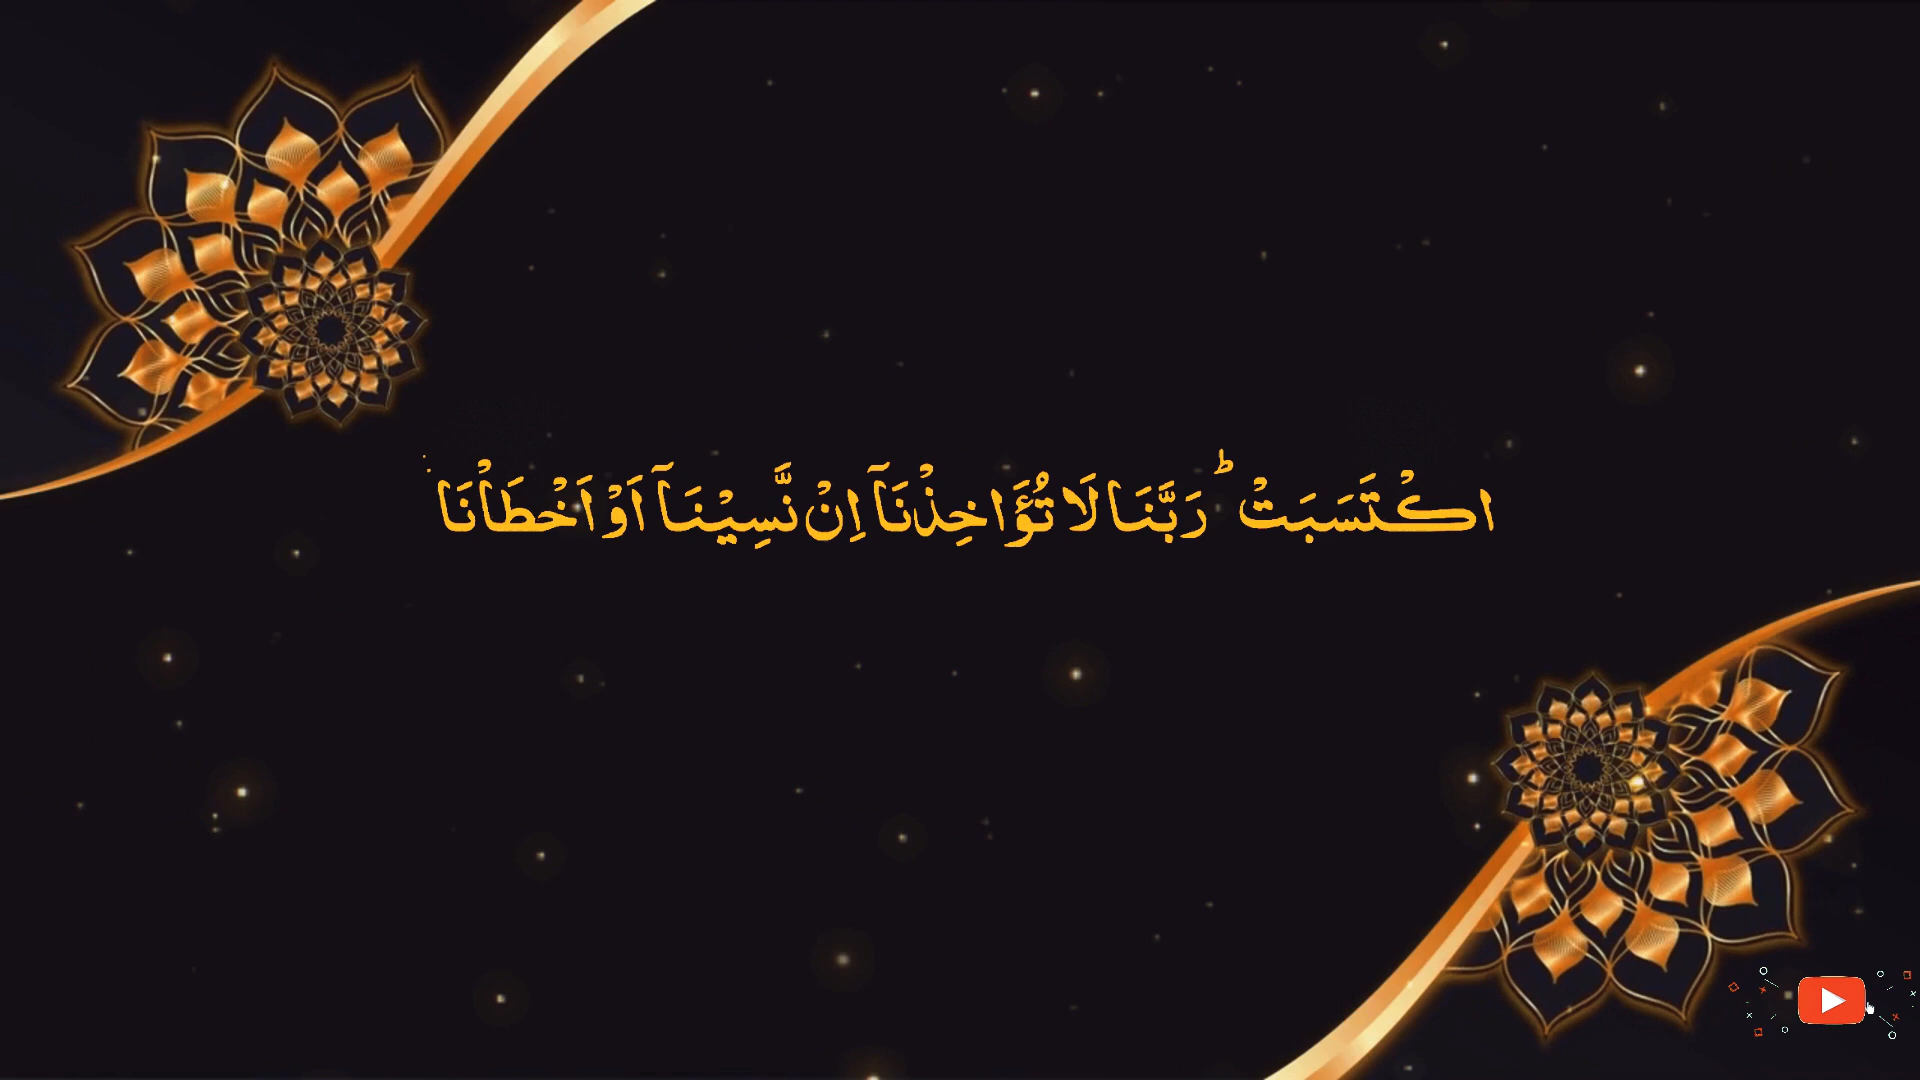 اكْتَسَبَتْ ؕ رَبَّنَا لَا تُؤَاخِذْنَاۤ اِنْ نَّسِيْنَاۤ اَوْ اَخْطَاْنَا